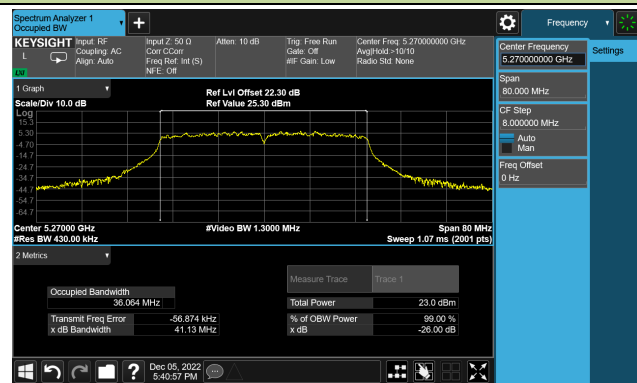 Spectrum Analyzer 1
Occupied BW
Frequency
KEYSIGHT Input: RF
L
Coupling: AC
Align: Auto
Input Z: 50 Ω
Corr CCorr
Freq Ref: Int (S)
NFE: Off
Atten: 10 dB
Trig: Free Run
Gate: Off
#IF Gain: Low
Center Freq: 5.270000000 GHz
Avg|Hold:>10/10
Radio Std: None
Center Frequency
5.270000000 GHz
Settings
Span
80.000 MHz
CF Step
8.000000 MHz
Auto
Man
Freq Offset
0 Hz
1 Graph
Ref Lvl Offset 22.30 dB
Scale/Div 10.0 dB
Ref Value 25.30 dBm
Log
15.3
5.30
-4.70
-14.7
-24.7
-34.7
-44.7
-54.7
-64.7
Center 5.27000 GHz
#Video BW 1.3000 MHz
Span 80 MHz
#Res BW 430.00 kHz
Sweep 1.07 ms (2001 pts)
2 Metrics
Measure Trace
Trace 1
Occupied Bandwidth
36.064 MHz
Total Power
23.0 dBm
Transmit Freq Error
-56.874 kHz
% of OBW Power
99.00 %
x dB Bandwidth
41.13 MHz
x dB
-26.00 dB
?
Dec 05, 2022
5:40:57 PM